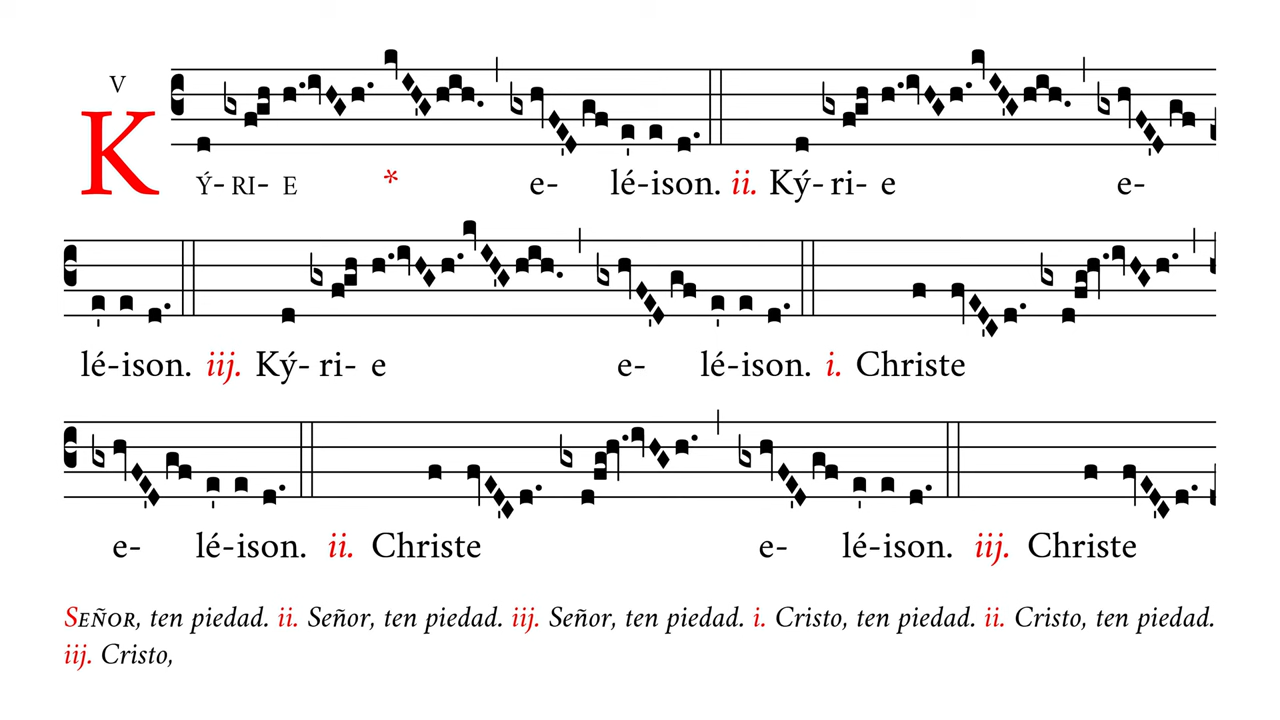 V
KÝ- RI- E * e- lé-ison. ii. Ký- ri- e e-
lé-ison. iij. Ký- ri- e e- lé-ison. i. Christe
e- lé-ison. ii. Christe e- lé-ison. iij. Christe
SEÑOR, ten piedad. ii. Señor, ten piedad. iij. Señor, ten piedad. i. Cristo, ten piedad. ii. Cristo, ten piedad.
iij. Cristo,